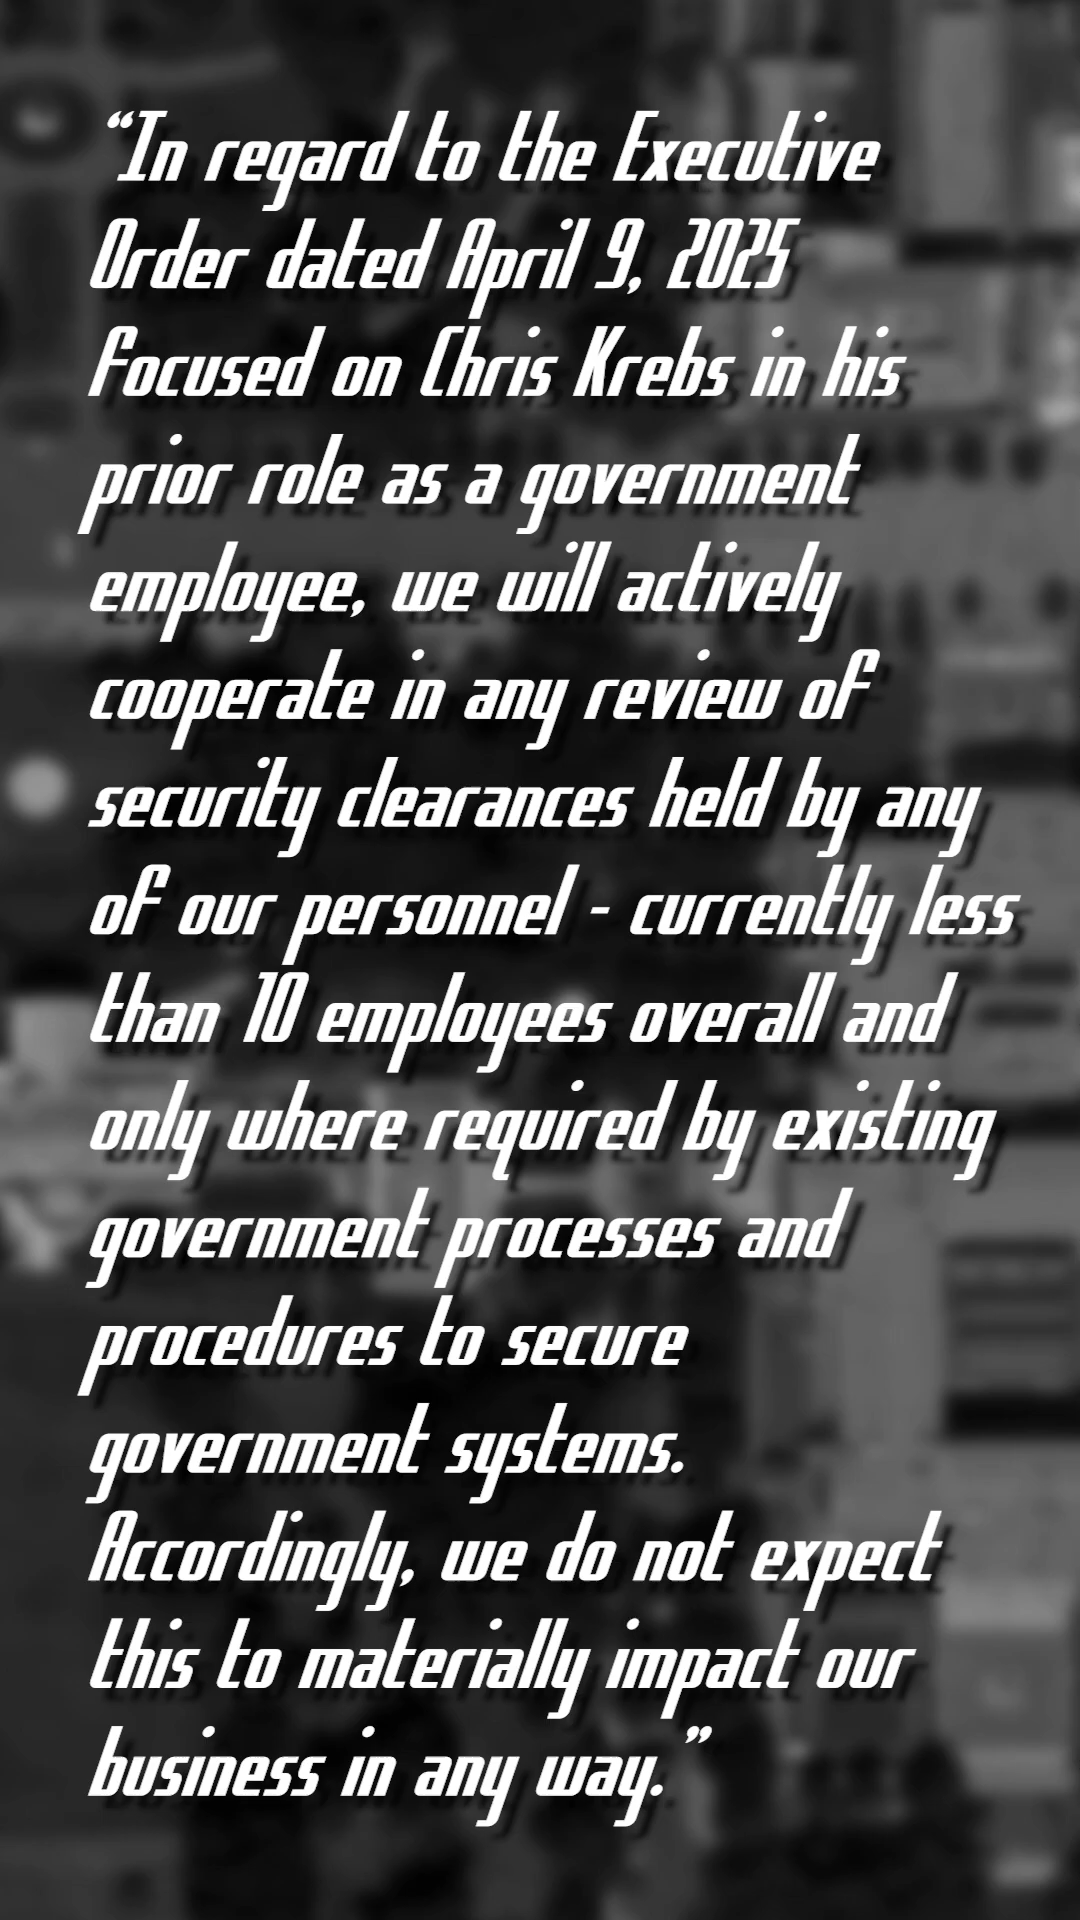 “In regard to the Executive
Order dated April 9, 2025
focused on Chris Krebs in his
prior role as a government
employee, we will actively
cooperate in any review of
security clearances held by any
of our personnel - currently less
than 10 employees overall and
only where required by existing
government processes and
procedures to secure
government systems.
Accordingly, we do not expect
this to materially impact our
business in any way.”